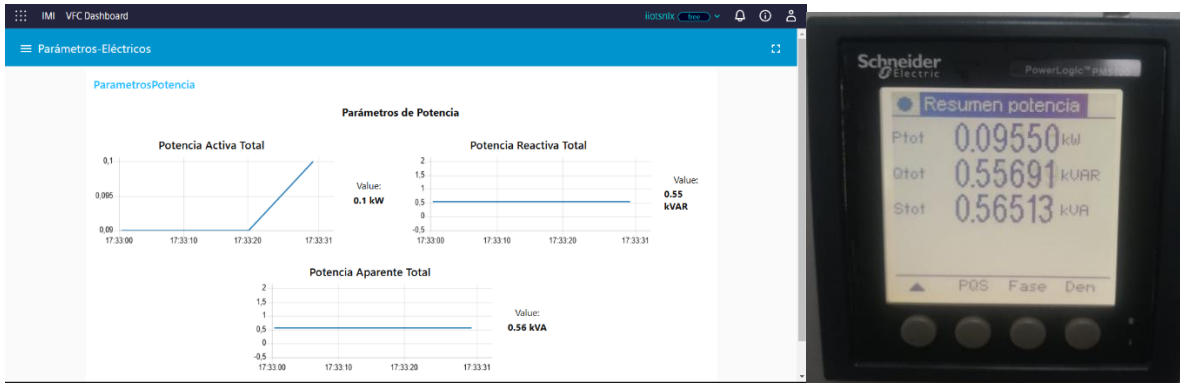 IMI VFC Dashboard
iiotsnlx free
Parámetros-Eléctricos
ParametrosPotencia
Parámetros de Potencia
Potencia Activa Total
0,1
0,095
0,09
17:33:00 17:33:10 17:33:20 17:33:31
Value:
0.1 kW
Potencia Reactiva Total
2
1,5
1
0,5
0
-0,5
17:33:00 17:33:10 17:33:20 17:33:31
Value:
0.55
kVAR
Potencia Aparente Total
2
1,5
1
0,5
0
-0,5
17:33:00 17:33:10 17:33:20 17:33:31
Value:
0.56 kVA
Schneider
Electric
PowerLogic™
Resumen potencia
Ptot 0.09550 kW
Qtot 0.55691 kVAR
Stot 0.56513 kVA
PQS Fase Den